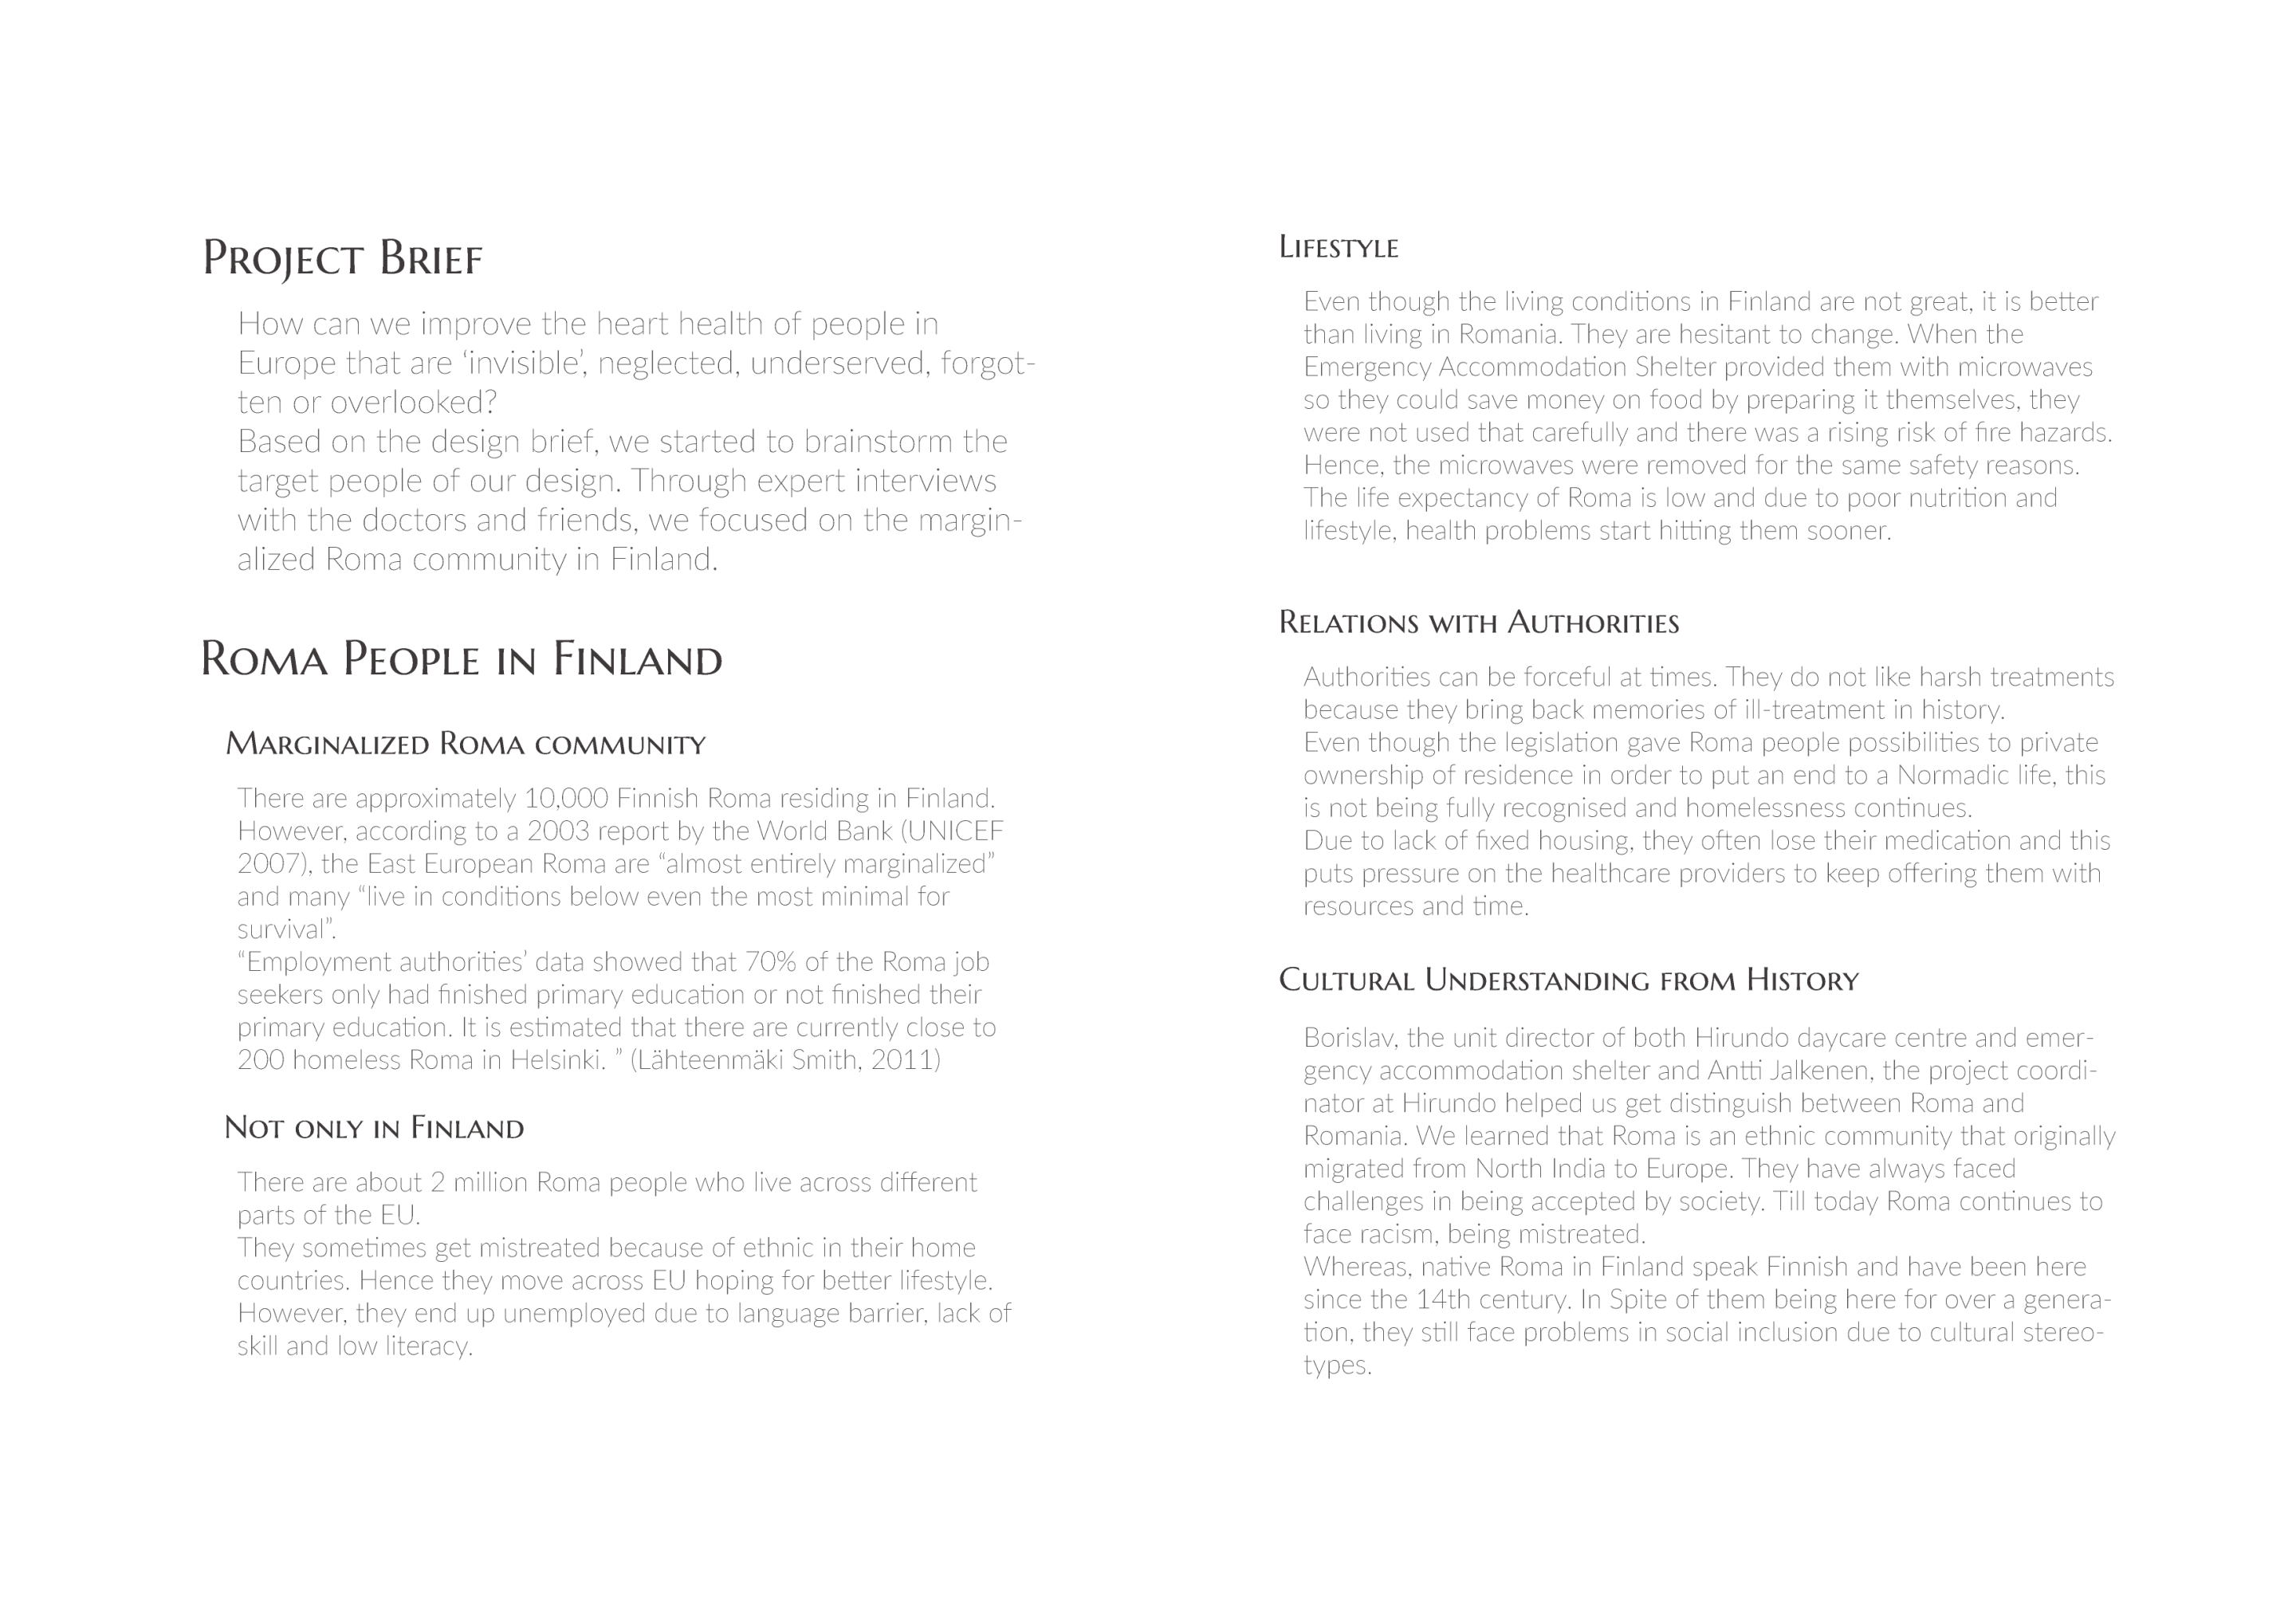 Project Brief
How can we improve the heart health of people in
Europe that are ‘invisible’, neglected, underserved, forgot-
ten or overlooked?
Based on the design brief, we started to brainstorm the
target people of our design. Through expert interviews
with the doctors and friends, we focused on the margin-
alized Roma community in Finland.
Roma People in Finland
Marginalized Roma community
There are approximately 10,000 Finnish Roma residing in Finland.
However, according to a 2003 report by the World Bank (UNICEF
2007), the East European Roma are “almost entirely marginalized”
and many “live in conditions below even the most minimal for
survival”.
“Employment authorities’ data showed that 70% of the Roma job
seekers only had finished primary education or not finished their
primary education. It is estimated that there are currently close to
200 homeless Roma in Helsinki. ” (Lähteenmäki Smith, 2011)
Not only in Finland
There are about 2 million Roma people who live across different
parts of the EU.
They sometimes get mistreated because of ethnic in their home
countries. Hence they move across EU hoping for better lifestyle.
However, they end up unemployed due to language barrier, lack of
skill and low literacy.
Lifestyle
Even though the living conditions in Finland are not great, it is better
than living in Romania. They are hesitant to change. When the
Emergency Accommodation Shelter provided them with microwaves
so they could save money on food by preparing it themselves, they
were not used that carefully and there was a rising risk of fire hazards.
Hence, the microwaves were removed for the same safety reasons.
The life expectancy of Roma is low and due to poor nutrition and
lifestyle, health problems start hitting them sooner.
Relations with Authorities
Authorities can be forceful at times. They do not like harsh treatments
because they bring back memories of ill-treatment in history.
Even though the legislation gave Roma people possibilities to private
ownership of residence in order to put an end to a Normadic life, this
is not being fully recognised and homelessness continues.
Due to lack of fixed housing, they often lose their medication and this
puts pressure on the healthcare providers to keep offering them with
resources and time.
Cultural Understanding from History
Borislav, the unit director of both Hirundo daycare centre and emer-
gency accommodation shelter and Antti Jalkenen, the project coordi-
nator at Hirundo helped us get distinguish between Roma and
Romania. We learned that Roma is an ethnic community that originally
migrated from North India to Europe. They have always faced
challenges in being accepted by society. Till today Roma continues to
face racism, being mistreated.
Whereas, native Roma in Finland speak Finnish and have been here
since the 14th century. In Spite of them being here for over a genera-
tion, they still face problems in social inclusion due to cultural stereo-
types.